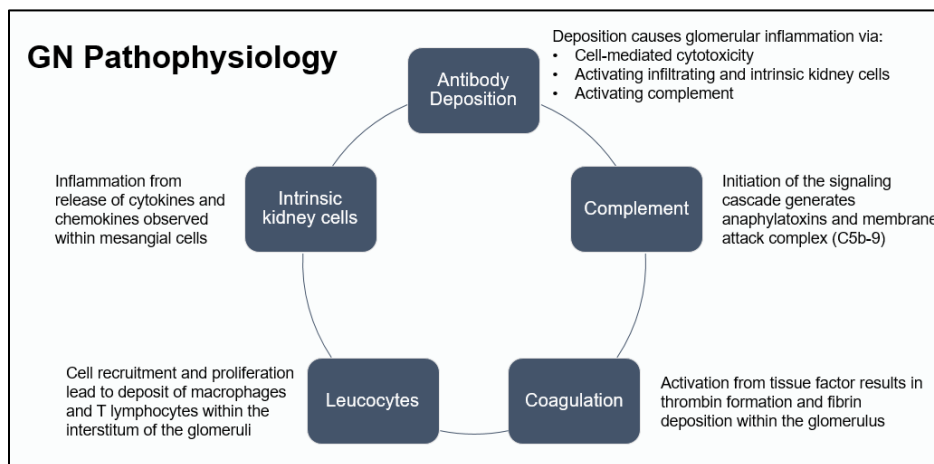 GN Pathophysiology
Deposition causes glomerular inflammation via:
• Cell-mediated cytotoxicity
• Activating infiltrating and intrinsic kidney cells
• Activating complement
Antibody
Deposition
Complement
Initiation of the signaling
cascade generates
anaphylatoxins and membrane
attack complex (C5b-9)
Coagulation
Activation from tissue factor results in
thrombin formation and fibrin
deposition within the glomerulus
Leucocytes
Cell recruitment and proliferation
lead to deposit of macrophages
and T lymphocytes within the
interstitum of the glomeruli
Intrinsic
kidney cells
Inflammation from
release of cytokines and
chemokines observed
within mesangial cells